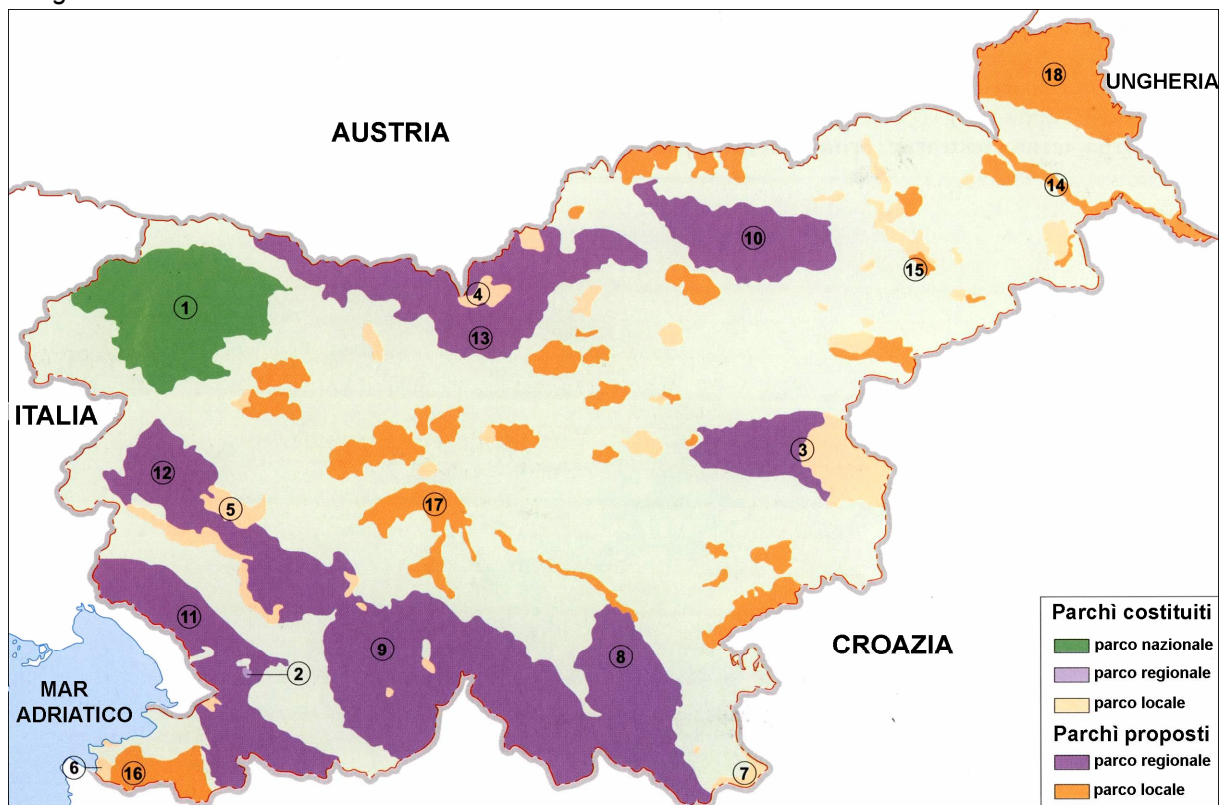 AUSTRIA
UNGHERIA
ITALIA
CROAZIA
MAR
ADRIATICO
18
14
10
15
4
1
13
3
12
5
17
11
9
8
2
6
16
7
Parchì costituiti
parco nazionale
parco regionale
parco locale
Parchì proposti
parco regionale
parco locale